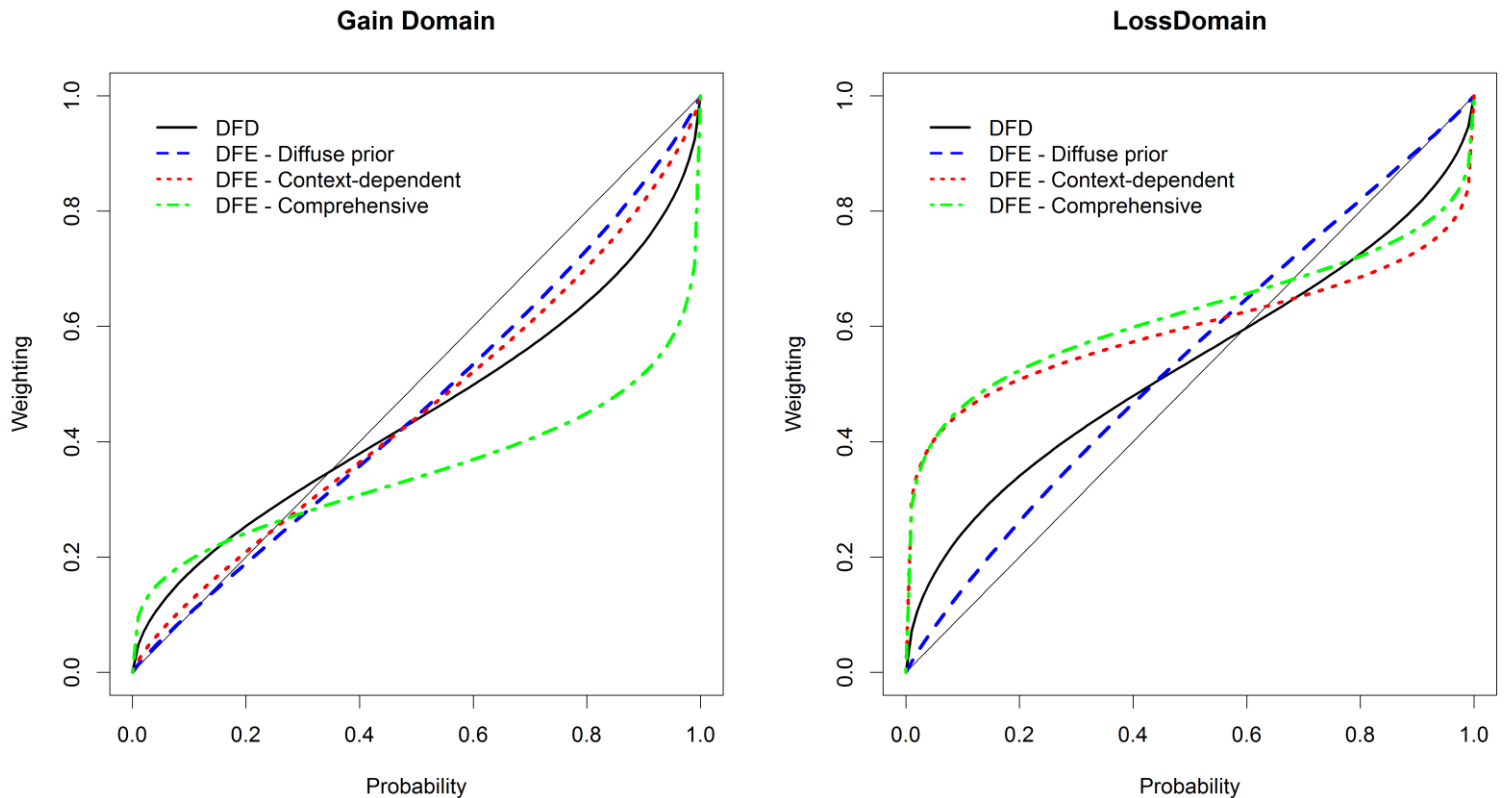 Gain Domain
DFD
DFE - Diffuse prior
DFE - Context-dependent
DFE - Comprehensive
Weighting
1.0
0.8
0.6
0.4
0.2
0.0
0.0 0.2 0.4 0.6 0.8 1.0
Probability
LossDomain
DFD
DFE - Diffuse prior
DFE - Context-dependent
DFE - Comprehensive
Weighting
1.0
0.8
0.6
0.4
0.2
0.0
0.0 0.2 0.4 0.6 0.8 1.0
Probability